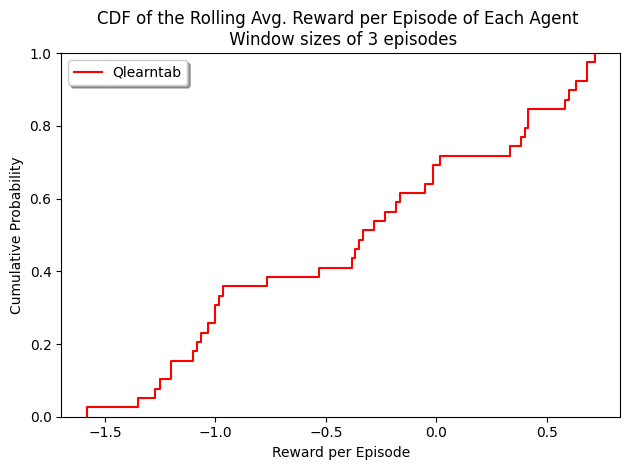 CDF of the Rolling Avg. Reward per Episode of Each Agent
Window sizes of 3 episodes
Qlearntab
1.0
0.8
0.6
0.4
0.2
0.0
Cumulative Probability
−1.5
−1.0
−0.5
0.0
0.5
Reward per Episode